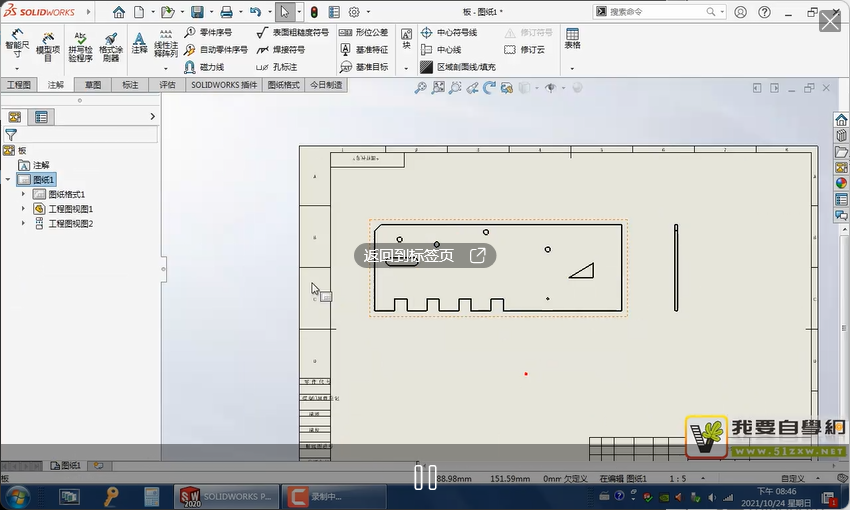 SOLIDWORKS
板 - 图纸1 *
搜索命令
智能尺寸
模型项目
拼写检验程序
格式涂刷器
注释
线性注释阵列
零件序号
自动零件序号
磁力线
表面粗糙度符号
焊接符号
孔标注
形位公差
基准特征
基准目标
块
中心符号线
中心线
区域剖面线/填充
修订符号
修订云
表格
工程图
注解
草图
标注
评估
SOLIDWORKS 插件
图纸格式
今日制造
板
注解
图纸1
图纸格式1
工程图视图1
工程图视图2
返回到标签页
我要自學網
www.51zxw.net
图纸1
板
88.98mm
151.59mm
0mm 欠定义
在编辑 图纸1
1 : 5
自定义
SW 2020
SOLIDWORKS P...
录制中...
下午 08:46
2021/10/24 星期日